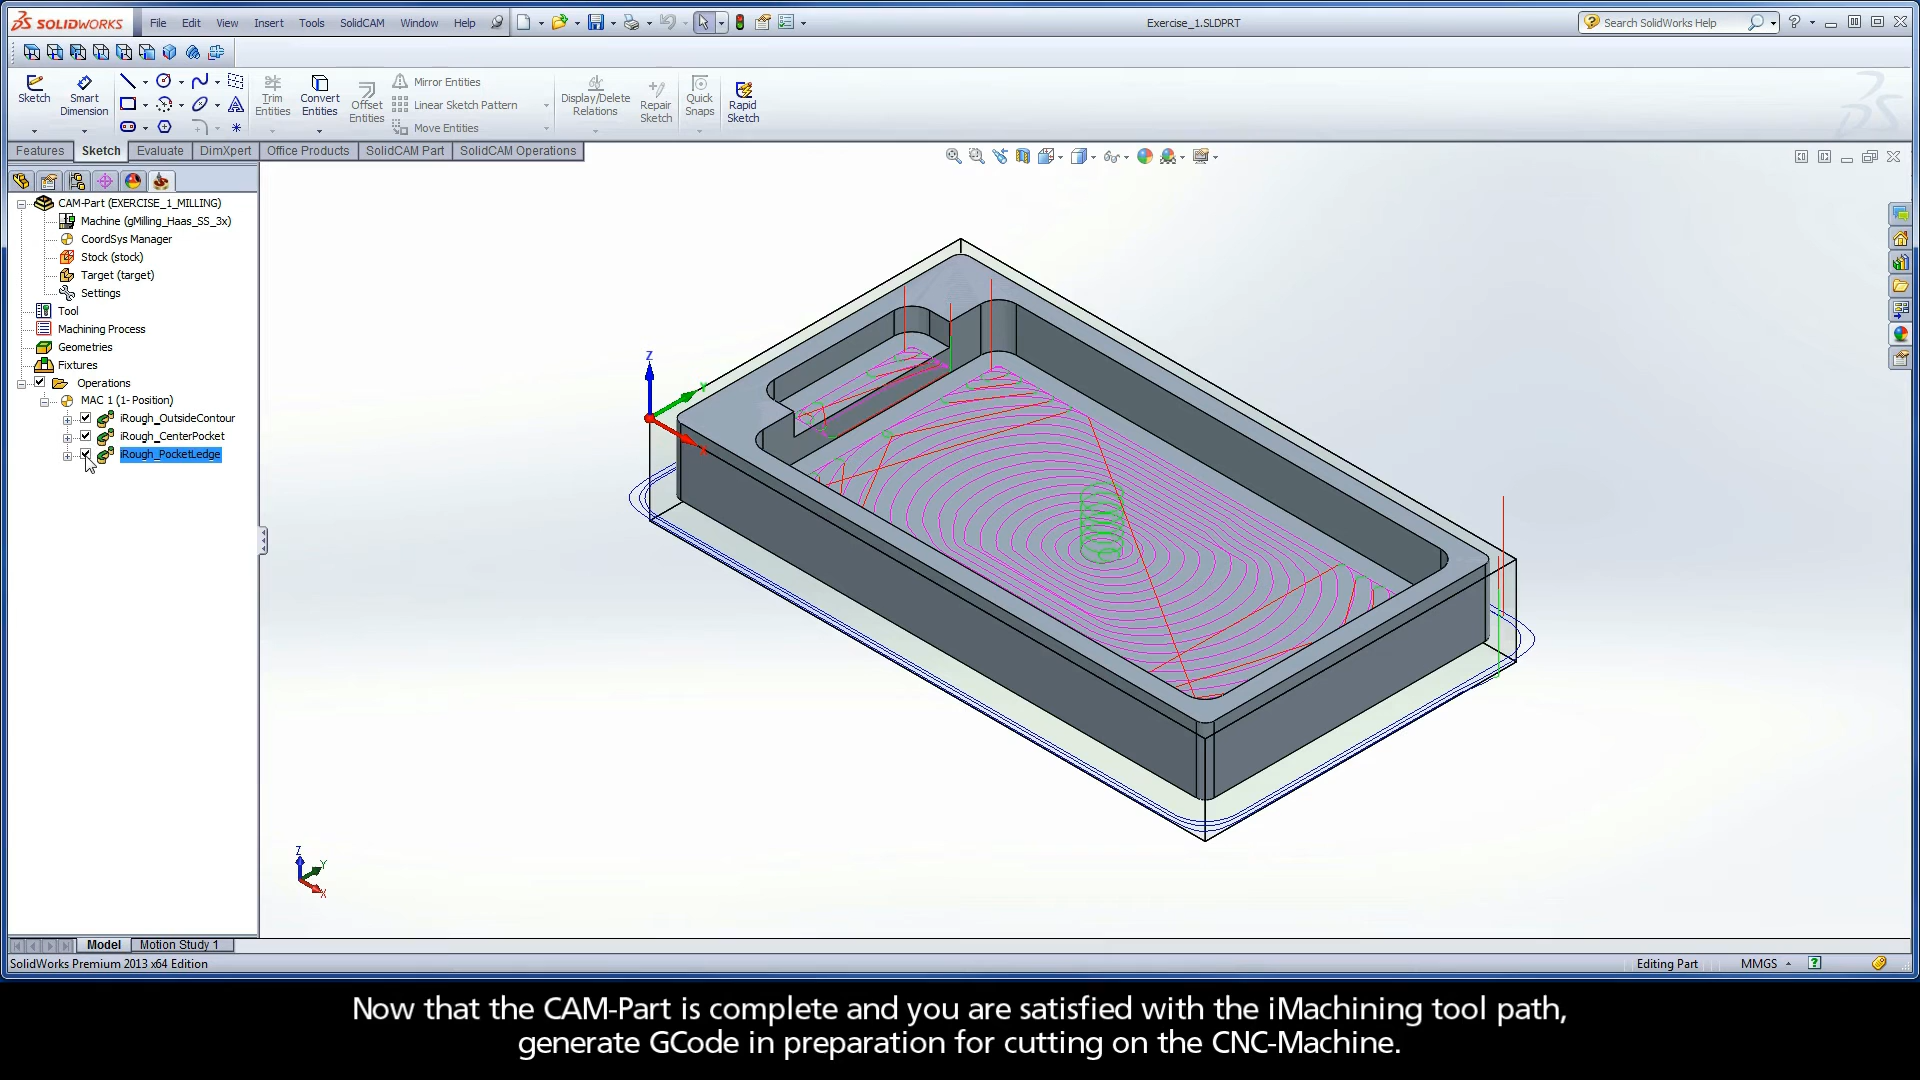 SOLIDWORKS File Edit View Insert Tools SolidCAM Window Help Exercise_1.SLDPRT Search SolidWorks Help
Sketch Smart Dimension Trim Entities Convert Entities Offset Entities Mirror Entities Linear Sketch Pattern Move Entities Display/Delete Relations Repair Sketch Quick Snaps Rapid Sketch
Features Sketch Evaluate DimXpert Office Products SolidCAM Part SolidCAM Operations
CAM-Part (EXERCISE_1_MILLING)
Machine (gMilling_Haas_SS_3x)
CoordSys Manager
Stock (stock)
Target (target)
Settings
Tool
Machining Process
Geometries
Fixtures
Operations
MAC 1 (1- Position)
iRough_OutsideContour
iRough_CenterPocket
iRough_PocketLedge
Z
Y
X
Z
Y
X
Model Motion Study 1
SolidWorks Premium 2013 x64 Edition Editing Part MMGS
Now that the CAM-Part is complete and you are satisfied with the iMachining tool path,
generate GCode in preparation for cutting on the CNC-Machine.